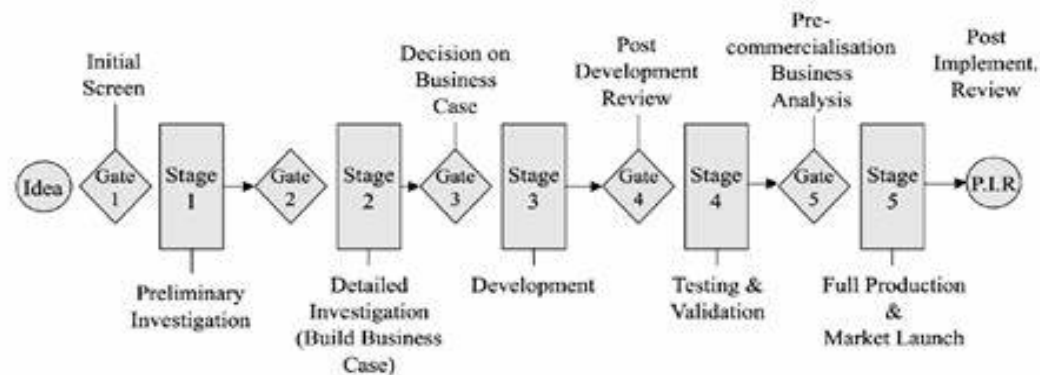 Initial
Screen
Decision on
Business
Case
Post
Development
Review
Pre-
commercialisation
Business
Analysis
Post
Implement.
Review
Idea
Gate
1
Stage
1
Gate
2
Stage
2
Gate
3
Stage
3
Gate
4
Stage
4
Gate
5
Stage
5
P.I.R
Preliminary
Investigation
Detailed
Investigation
(Build Business
Case)
Development
Testing &
Validation
Full Production
&
Market Launch